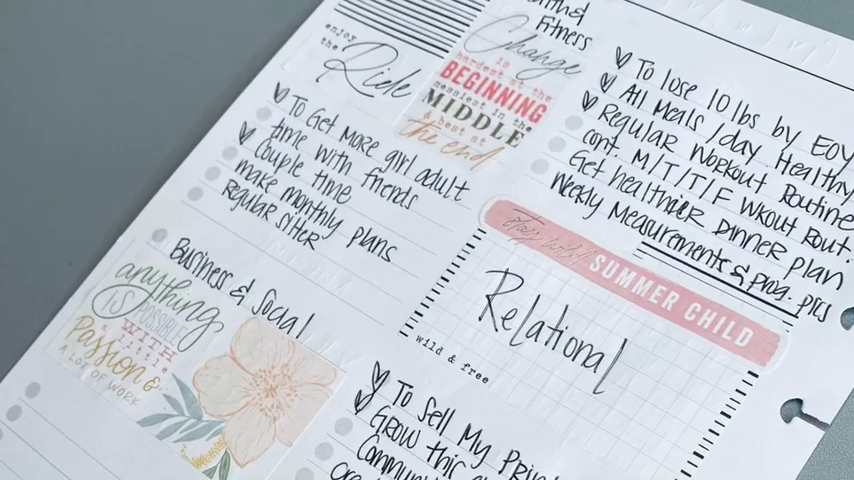 enjoy
the
Ride
Fitness
Change
is
hardest at the
BEGINNING
messiest in the
MIDDLE
& best at
the end
To lose 10 lbs by EOY
All Meals/day Healthy
Regular Workout Routine
cont. M/T/T/F Wkout Rout.
Get healthier Dinner plan
Weekly Measurements & prog. pics
To Get more girl adult
time with friends
Couple time
make monthly plans
regular sitter
stay wild
SUMMER CHILD
Relational
wild & free
Business & Social
anything
IS POSSIBLE
WITH
a little
Passion &
A LOT OF WORK
To Sell My
Grow this